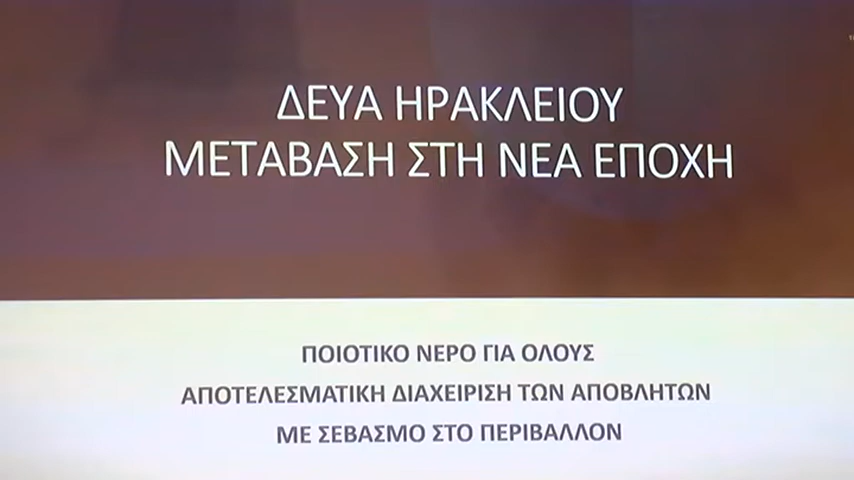 ΔΕΥΑ ΗΡΑΚΛΕΙΟΥ
ΜΕΤΑΒΑΣΗ ΣΤΗ ΝΕΑ ΕΠΟΧΗ
ΠΟΙΟΤΙΚΟ ΝΕΡΟ ΓΙΑ ΟΛΟΥΣ
ΑΠΟΤΕΛΕΣΜΑΤΙΚΗ ΔΙΑΧΕΙΡΙΣΗ ΤΩΝ ΑΠΟΒΛΗΤΩΝ
ΜΕ ΣΕΒΑΣΜΟ ΣΤΟ ΠΕΡΙΒΑΛΛΟΝ